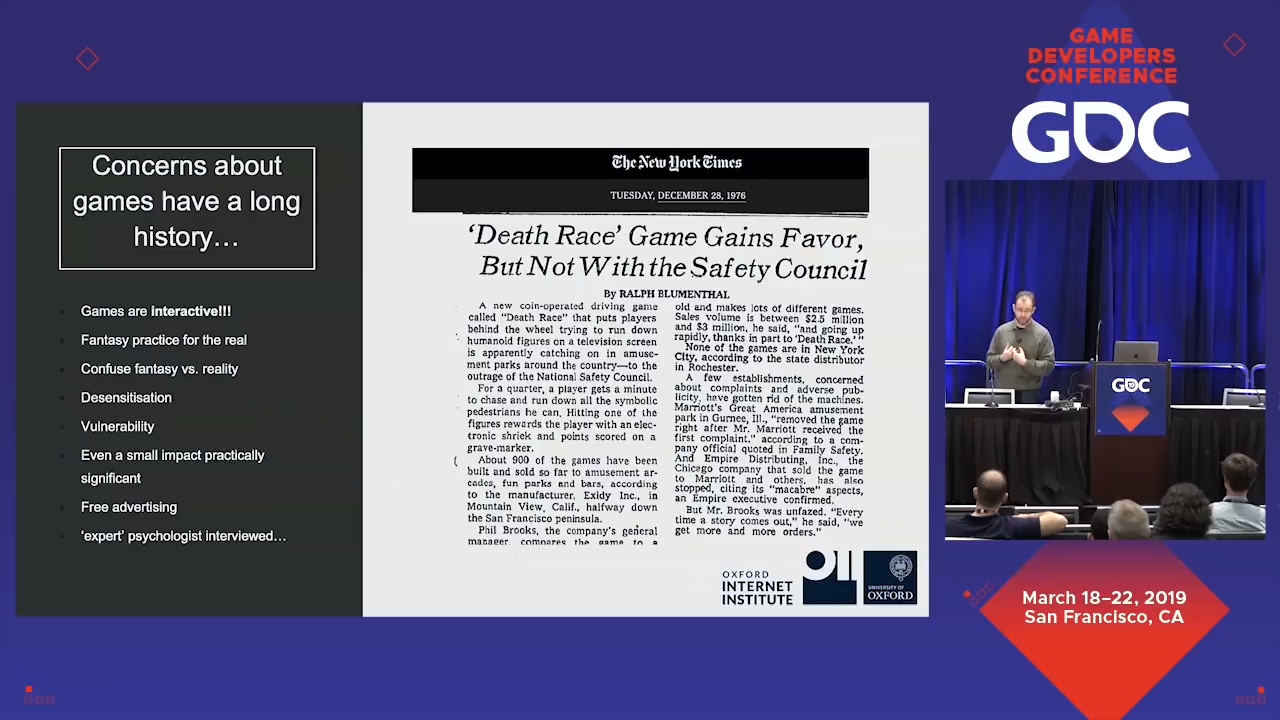 Concerns about
games have a long
history…
Games are interactive!!!
Fantasy practice for the real
Confuse fantasy vs. reality
Desensitisation
Vulnerability
Even a small impact practically
significant
Free advertising
‘expert’ psychologist interviewed…
The New York Times
TUESDAY, DECEMBER 28, 1976
‘Death Race’ Game Gains Favor,
But Not With the Safety Council
By RALPH BLUMENTHAL
A new coin-operated driving game
called “Death Race” that puts players
behind the wheel trying to run down
humanoid figures on a television screen
is apparently catching on in amuse-
ment parks around the country—to the
outrage of the National Safety Council.
For a quarter, a player gets a minute
to chase and run down all the symbolic
pedestrians he can. Hitting one of the
figures rewards the player with an elec-
tronic shriek and points scored on a
grave-marker.
About 900 of the games have been
built and sold so far to amusement ar-
cades, fun parks and bars, according
to the manufacturer, Exidy Inc., in
Mountain View, Calif., halfway down
the San Francisco peninsula.
Phil Brooks, the company’s general
manager, compares the game to a
old and makes lots of different games.
Sales volume is between $2.5 million
and $3 million, he said, “and going up
rapidly, thanks in part to ‘Death Race.’ ”
None of the games are in New York
City, according to the state distributor
in Rochester.
A few establishments, concerned
about complaints and adverse pub-
licity, have gotten rid of the machines.
Marriott’s Great America amusement
park in Gurnee, Ill., “removed the game
right after Mr. Marriott received the
first complaint,” according to a com-
pany official quoted in Family Safety.
And Empire Distributing, Inc., the
Chicago company that sold the game
to Marriott and others, has also
stopped, citing its “macabre” aspects,
an Empire executive confirmed.
But Mr. Brooks was unfazed. “Every
time a story comes out,” he said, “we
get more and more orders.”
OXFORD
INTERNET
INSTITUTE
OII
UNIVERSITY OF
OXFORD
GAME
DEVELOPERS
CONFERENCE
GDC
GDC
March 18–22, 2019
San Francisco, CA